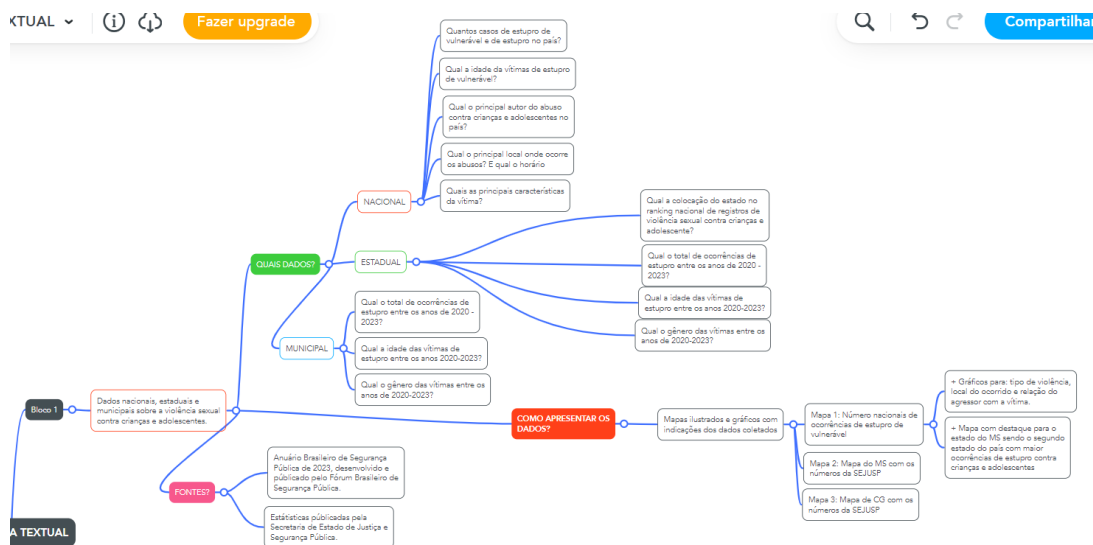 XTUAL
Fazer upgrade
Compartilhar
Quantos casos de estupro de
vulnerável e de estupro no país?
Qual a idade da vítimas de estupro
de vulnerável?
Qual o principal autor do abuso
contra crianças e adolescentes no
país?
Qual o principal local onde ocorre
os abusos? E qual o horário
Quais as principais características
da vítima?
NACIONAL
Qual a colocação do estado no
ranking nacional de registros de
violência sexual contra crianças e
adolescente?
QUAIS DADOS?
ESTADUAL
Qual o total de ocorrências de
estupro entre os anos de 2020 -
2023?
Qual a idade das vítimas de
estupro entre os anos 2020-2023?
Qual o gênero das vítimas entre os
anos de 2020-2023?
Qual o total de ocorrências de
estupro entre os anos de 2020 -
2023?
MUNICIPAL
Qual a idade das vítimas de
estupro entre os anos 2020-2023?
Qual o gênero das vítimas entre os
anos de 2020-2023?
Bloco 1
Dados nacionais, estaduais e
municipais sobre a violência sexual
contra crianças e adolescentes.
COMO APRESENTAR OS
DADOS?
Mapas ilustrados e gráficos com
indicações dos dados coletados
Mapa 1: Número nacionais de
ocorrências de estupro de
vulnerável
+ Gráficos para: tipo de violência,
local do ocorrido e relação do
agressor com a vítima.
+ Mapa com destaque para o
estado do MS sendo o segundo
estado do país com maior
ocorrências de estupro contra
crianças e adolescentes
Mapa 2: Mapa do MS com os
números da SEJUSP
Mapa 3: Mapa de CG com os
números da SEJUSP
FONTES?
Anuário Brasileiro de Segurança
Pública de 2023, desenvolvido e
públicado pelo Fórum Brasileiro de
Segurança Pública.
Estátisticas públicadas pela
Secretaria de Estado de Justiça e
Segurança Pública.
A TEXTUAL